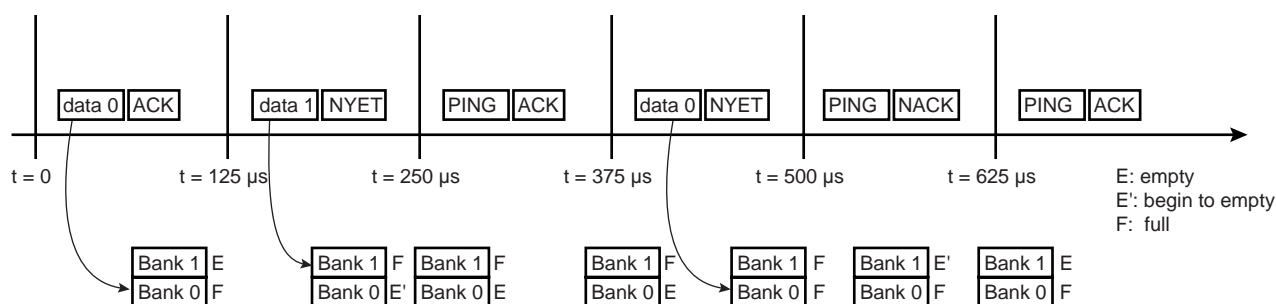 data 0 ACK data 1 NYET PING ACK data 0 NYET PING NACK PING ACK
t = 0 t = 125 μs t = 250 μs t = 375 μs t = 500 μs t = 625 μs
E: empty
E': begin to empty
F: full
Bank 1 E Bank 1 F Bank 1 F Bank 1 F Bank 1 F Bank 1 E' Bank 1 E
Bank 0 F Bank 0 E' Bank 0 E Bank 0 E Bank 0 F Bank 0 F Bank 0 F